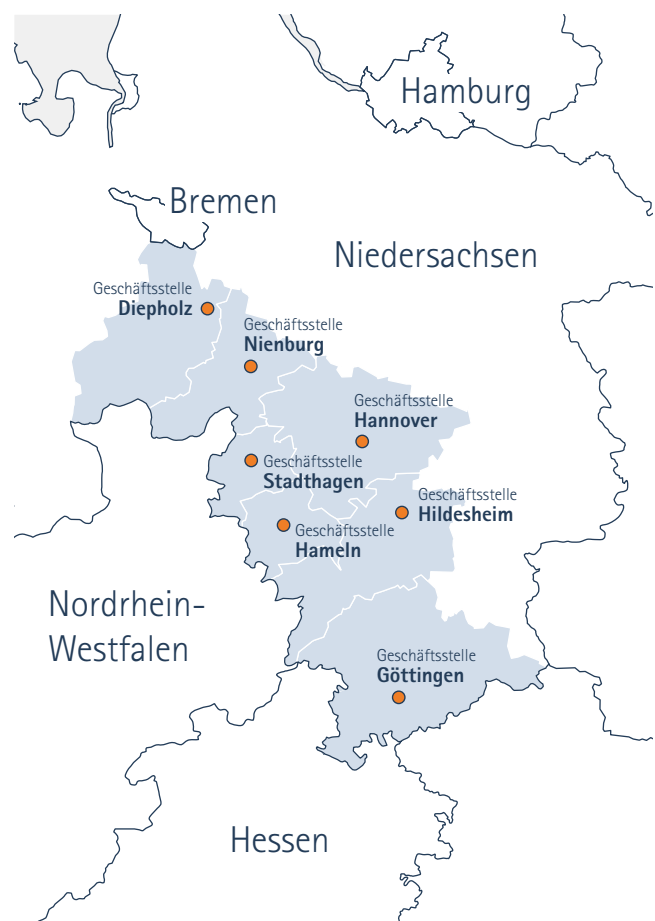 Hamburg
Bremen
Niedersachsen
Geschäftsstelle
Diepholz
Geschäftsstelle
Nienburg
Geschäftsstelle
Hannover
Geschäftsstelle
Stadthagen
Geschäftsstelle
Hildesheim
Geschäftsstelle
Hameln
Nordrhein-
Westfalen
Geschäftsstelle
Göttingen
Hessen